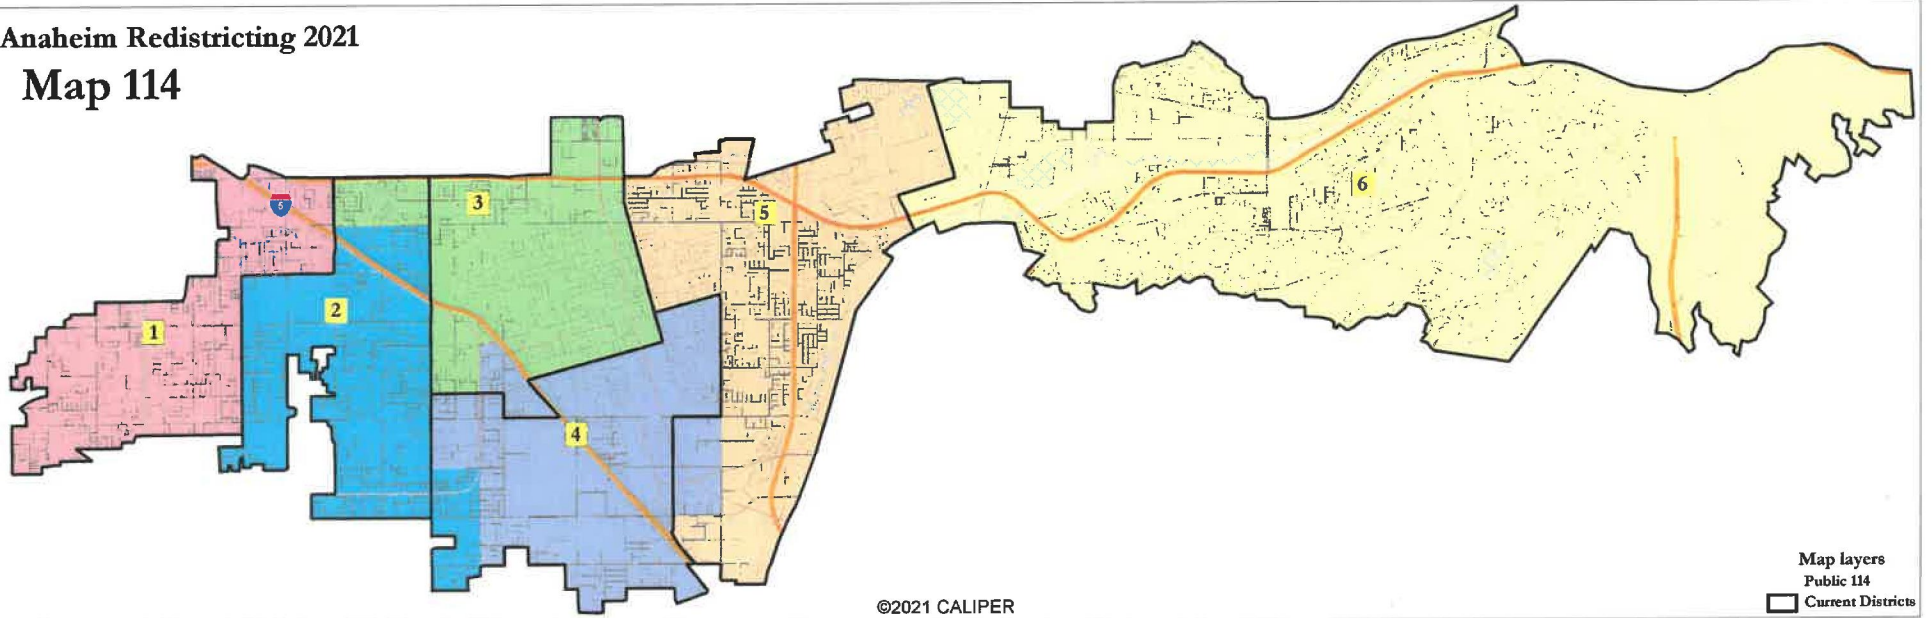 Anaheim Redistricting 2021
Map 114
5
3
6
5
2
1
4
Map layers
Public 114
Current Districts
©2021 CALIPER